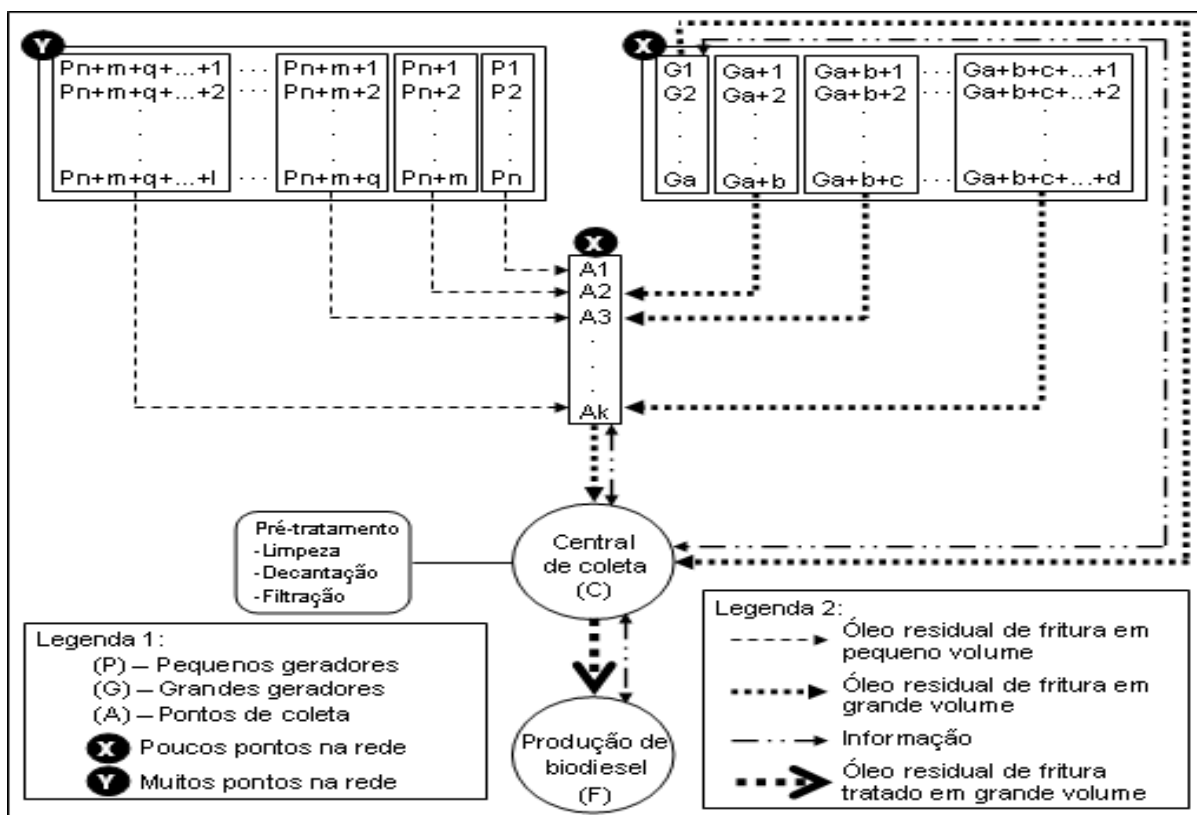 Y
Pn+m+q+...+1 ... Pn+m+1 Pn+1 P1
Pn+m+q+...+2 Pn+m+2 Pn+2 P2
Pn+m+q+...+l ... Pn+m+q Pn+m Pn
X
G1 Ga+1 Ga+b+1 ... Ga+b+c+...+1
G2 Ga+2 Ga+b+2 Ga+b+c+...+2
Ga Ga+b Ga+b+c ... Ga+b+c+...+d
X
A1
A2
A3
.
.
.
Ak
Pré-tratamento
-Limpeza
-Decantação
-Filtração
Central
de coleta
(C)
Produção de
biodiesel
(F)
Legenda 1:
(P) – Pequenos geradores
(G) – Grandes geradores
(A) – Pontos de coleta
X Poucos pontos na rede
Y Muitos pontos na rede
Legenda 2:
Óleo residual de fritura em
pequeno volume
Óleo residual de fritura em
grande volume
Informação
Óleo residual de fritura
tratado em grande volume